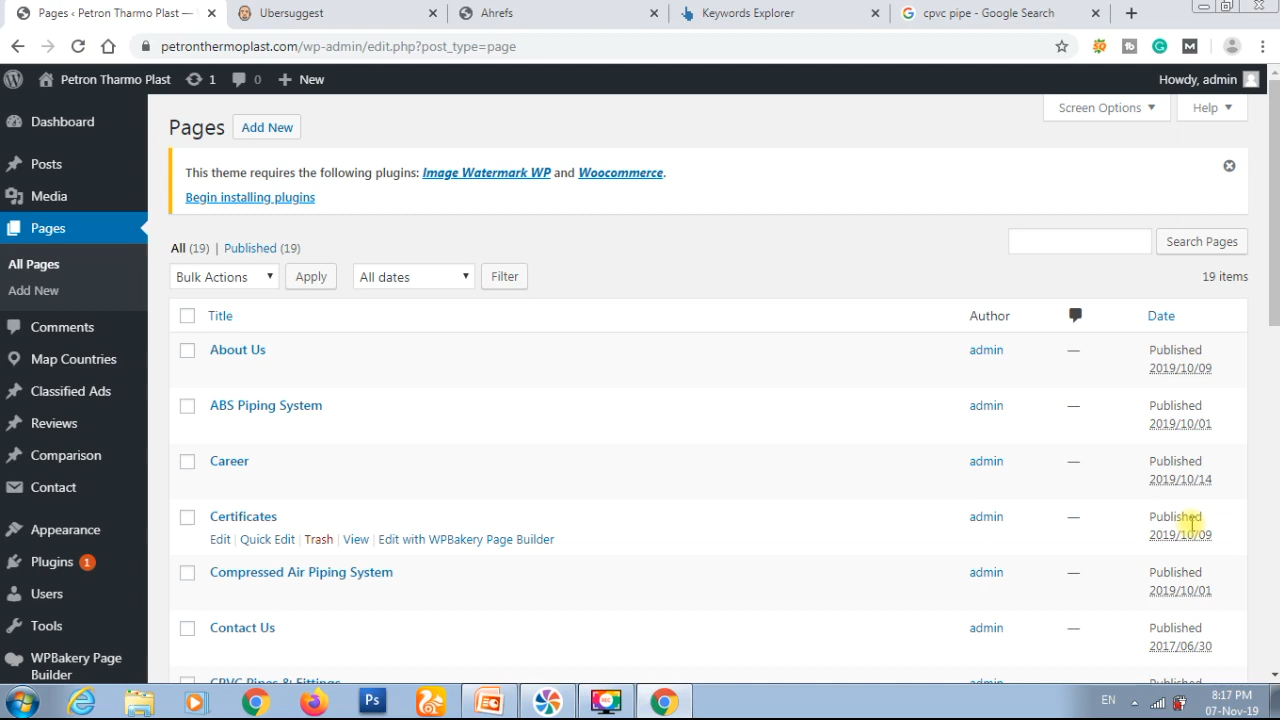 Pages ‹ Petron Tharmo Plast —
Ubersuggest
Ahrefs
Keywords Explorer
cpvc pipe - Google Search
petronthermoplast.com/wp-admin/edit.php?post_type=page
Petron Tharmo Plast
1
0
New
Howdy, admin
Dashboard
Posts
Media
Pages
All Pages
Add New
Comments
Map Countries
Classified Ads
Reviews
Comparison
Contact
Appearance
Plugins 1
Users
Tools
WPBakery Page
Builder
Screen Options
Help
Pages
Add New
This theme requires the following plugins: Image Watermark WP and Woocommerce.
Begin installing plugins
All (19) | Published (19)
Search Pages
Bulk Actions
Apply
All dates
Filter
19 items
Title
Author
Date
About Us
admin
—
Published
2019/10/09
ABS Piping System
admin
—
Published
2019/10/01
Career
admin
—
Published
2019/10/14
Certificates
admin
—
Published
2019/10/09
Edit | Quick Edit | Trash | View | Edit with WPBakery Page Builder
Compressed Air Piping System
admin
—
Published
2019/10/01
Contact Us
admin
—
Published
2017/06/30
CPVC Pipes & Fittings
EN
8:17 PM
07-Nov-19